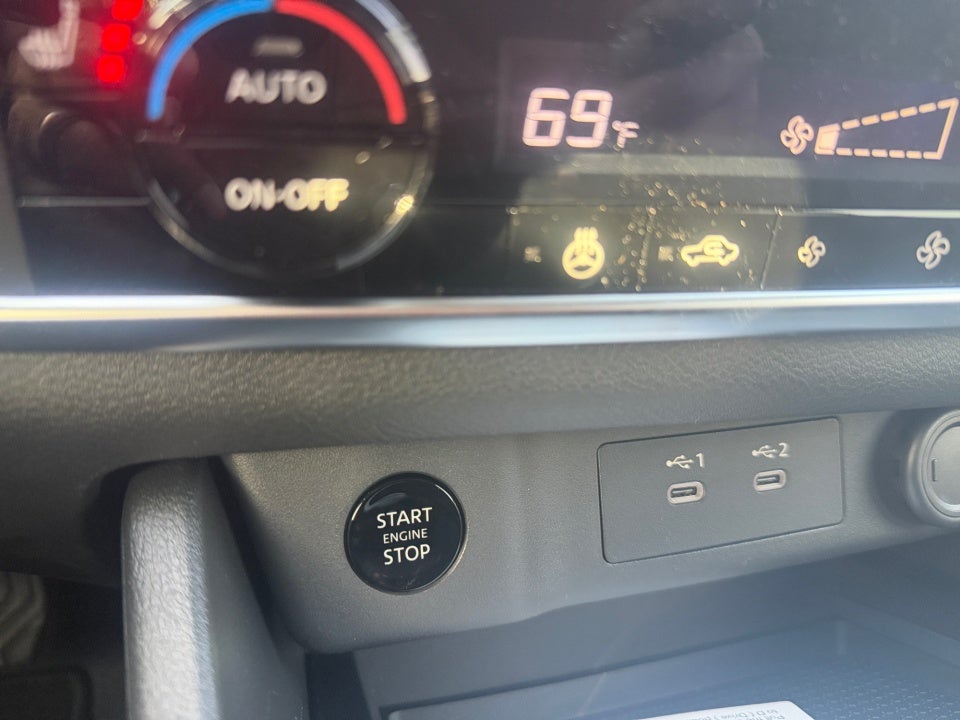 AUTO
69°F
ON-OFF
1
2
START
ENGINE
STOP